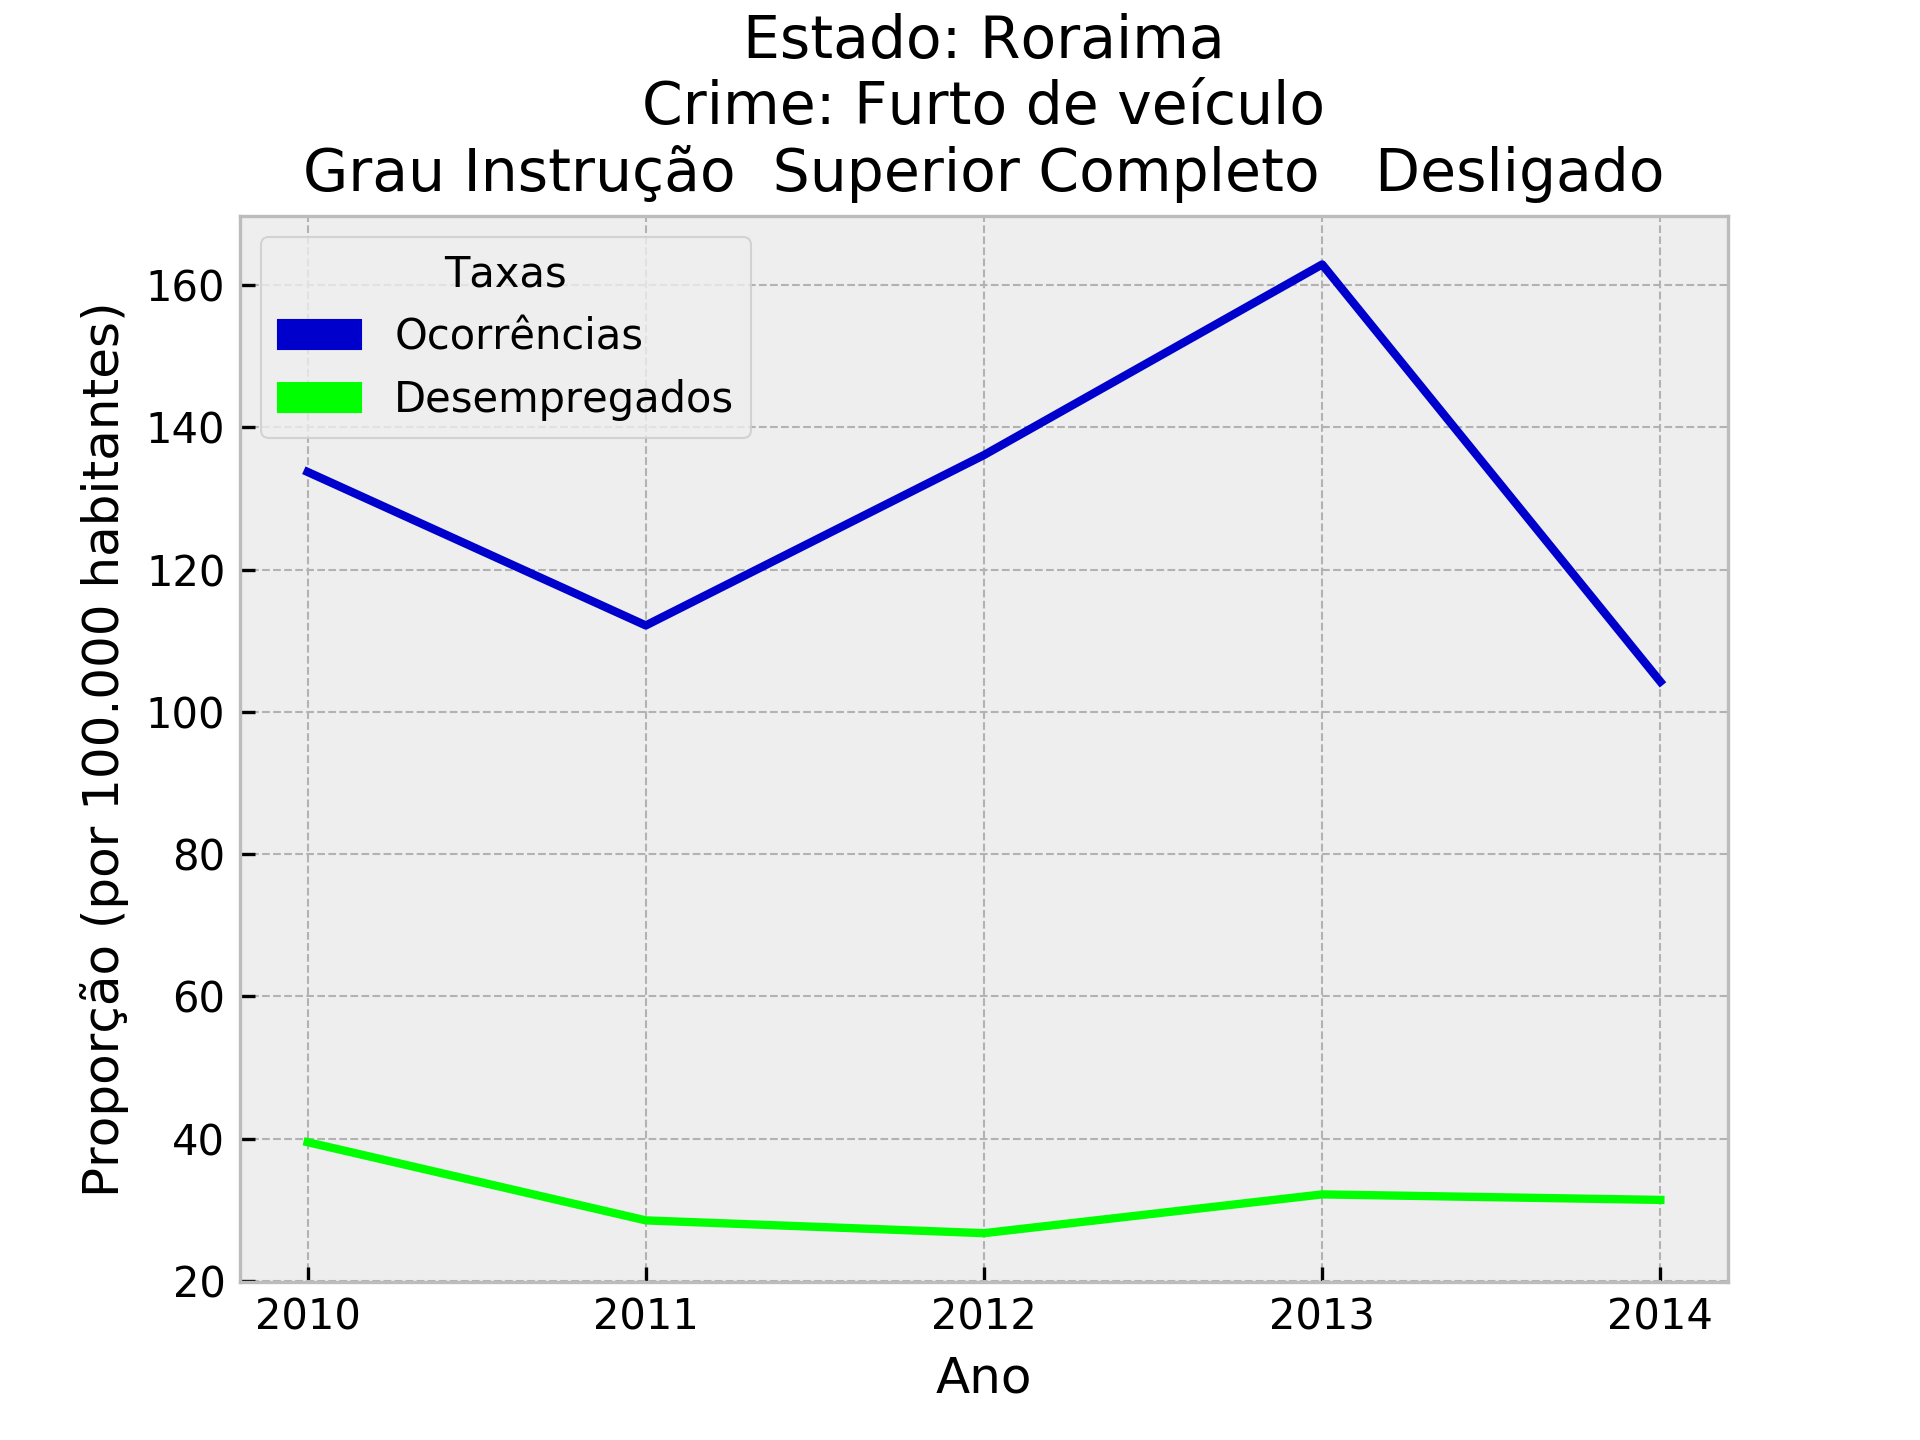 Estado: Roraima
Crime: Furto de veículo
Grau Instrução  Superior Completo   Desligado
Taxas
Ocorrências
Desempregados
Proporção (por 100.000 habitantes)
160
140
120
100
80
60
40
20
2010 2011 2012 2013 2014
Ano